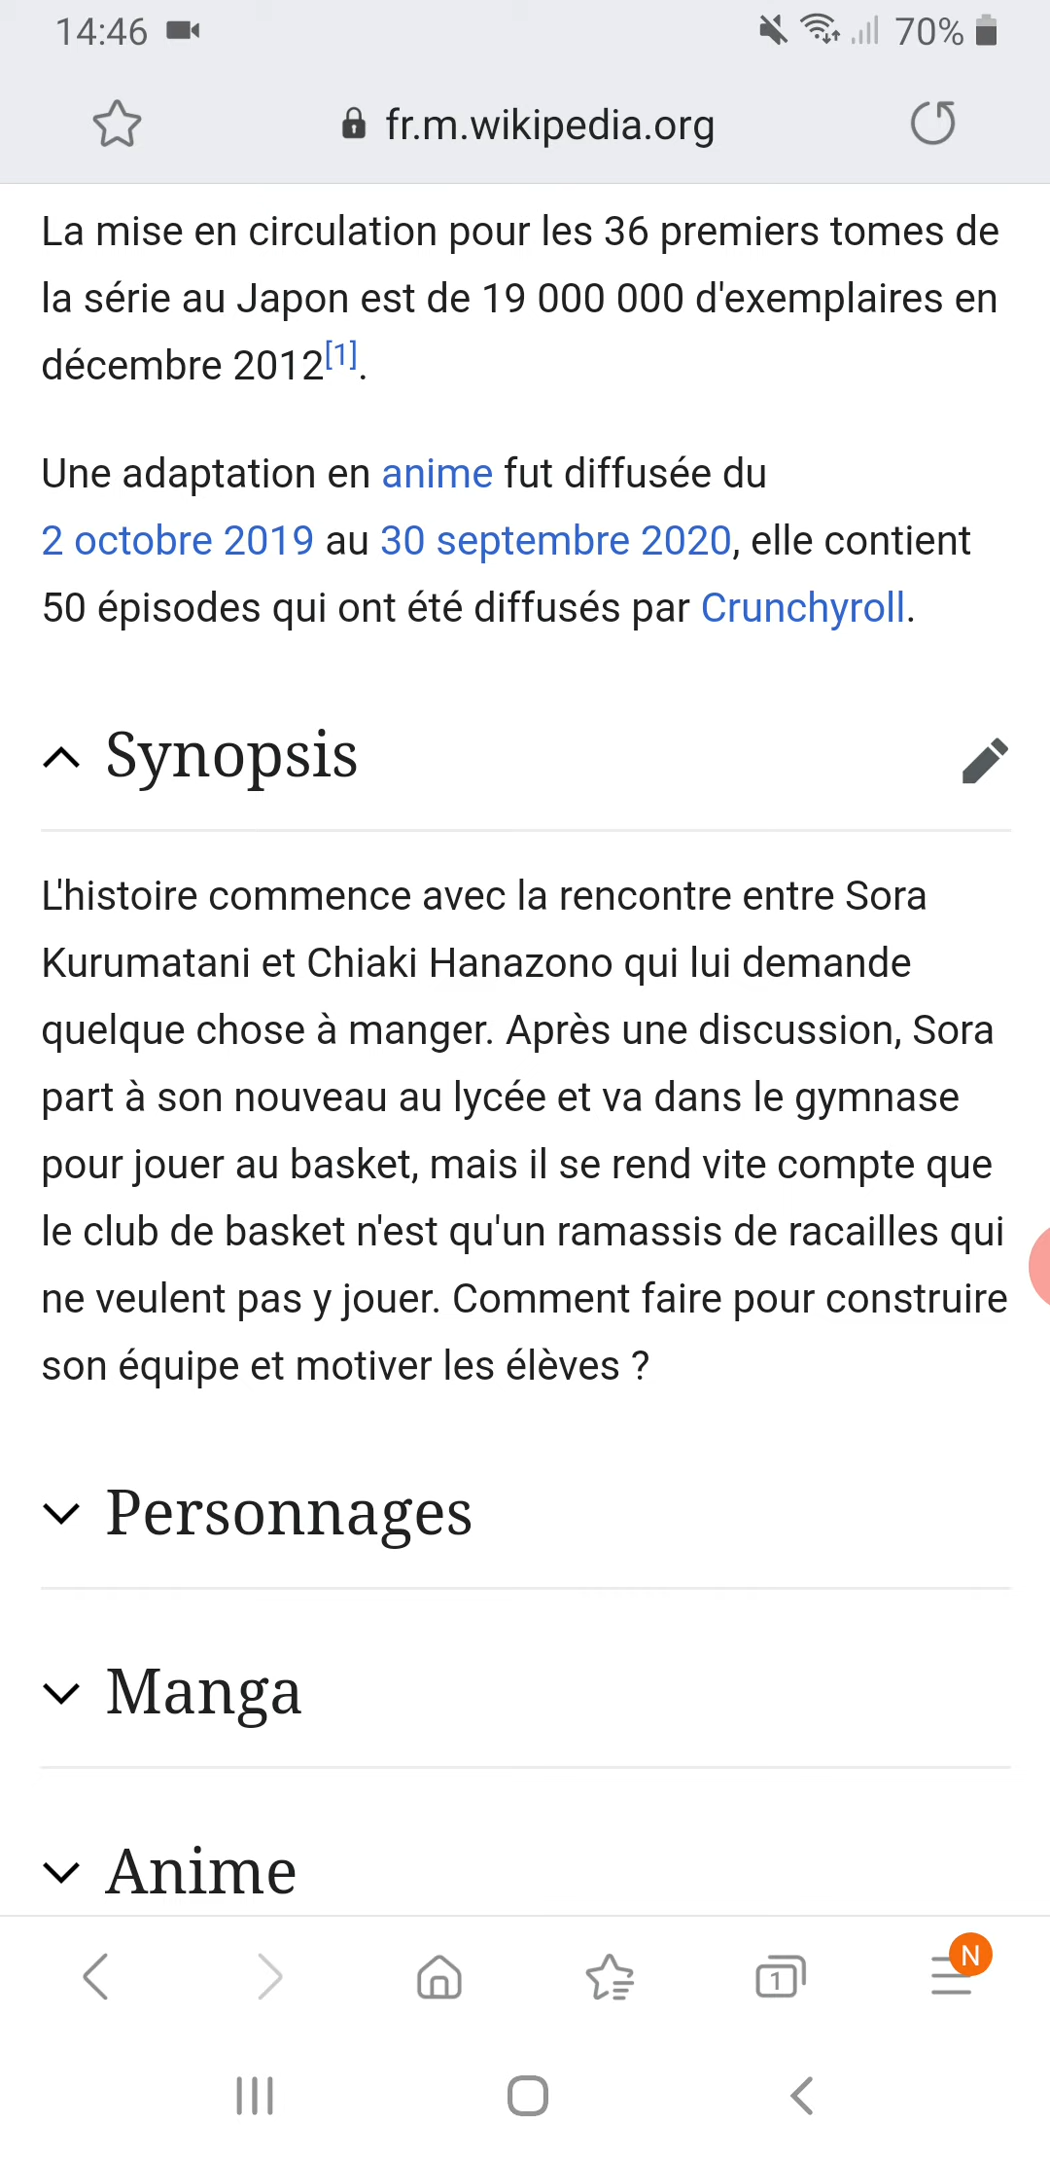 14:46
70%
fr.m.wikipedia.org
La mise en circulation pour les 36 premiers tomes de
la série au Japon est de 19 000 000 d'exemplaires en
décembre 2012[1].
Une adaptation en anime fut diffusée du
2 octobre 2019 au 30 septembre 2020, elle contient
50 épisodes qui ont été diffusés par Crunchyroll.
Synopsis
L'histoire commence avec la rencontre entre Sora
Kurumatani et Chiaki Hanazono qui lui demande
quelque chose à manger. Après une discussion, Sora
part à son nouveau au lycée et va dans le gymnase
pour jouer au basket, mais il se rend vite compte que
le club de basket n'est qu'un ramassis de racailles qui
ne veulent pas y jouer. Comment faire pour construire
son équipe et motiver les élèves ?
Personnages
Manga
Anime
1
N